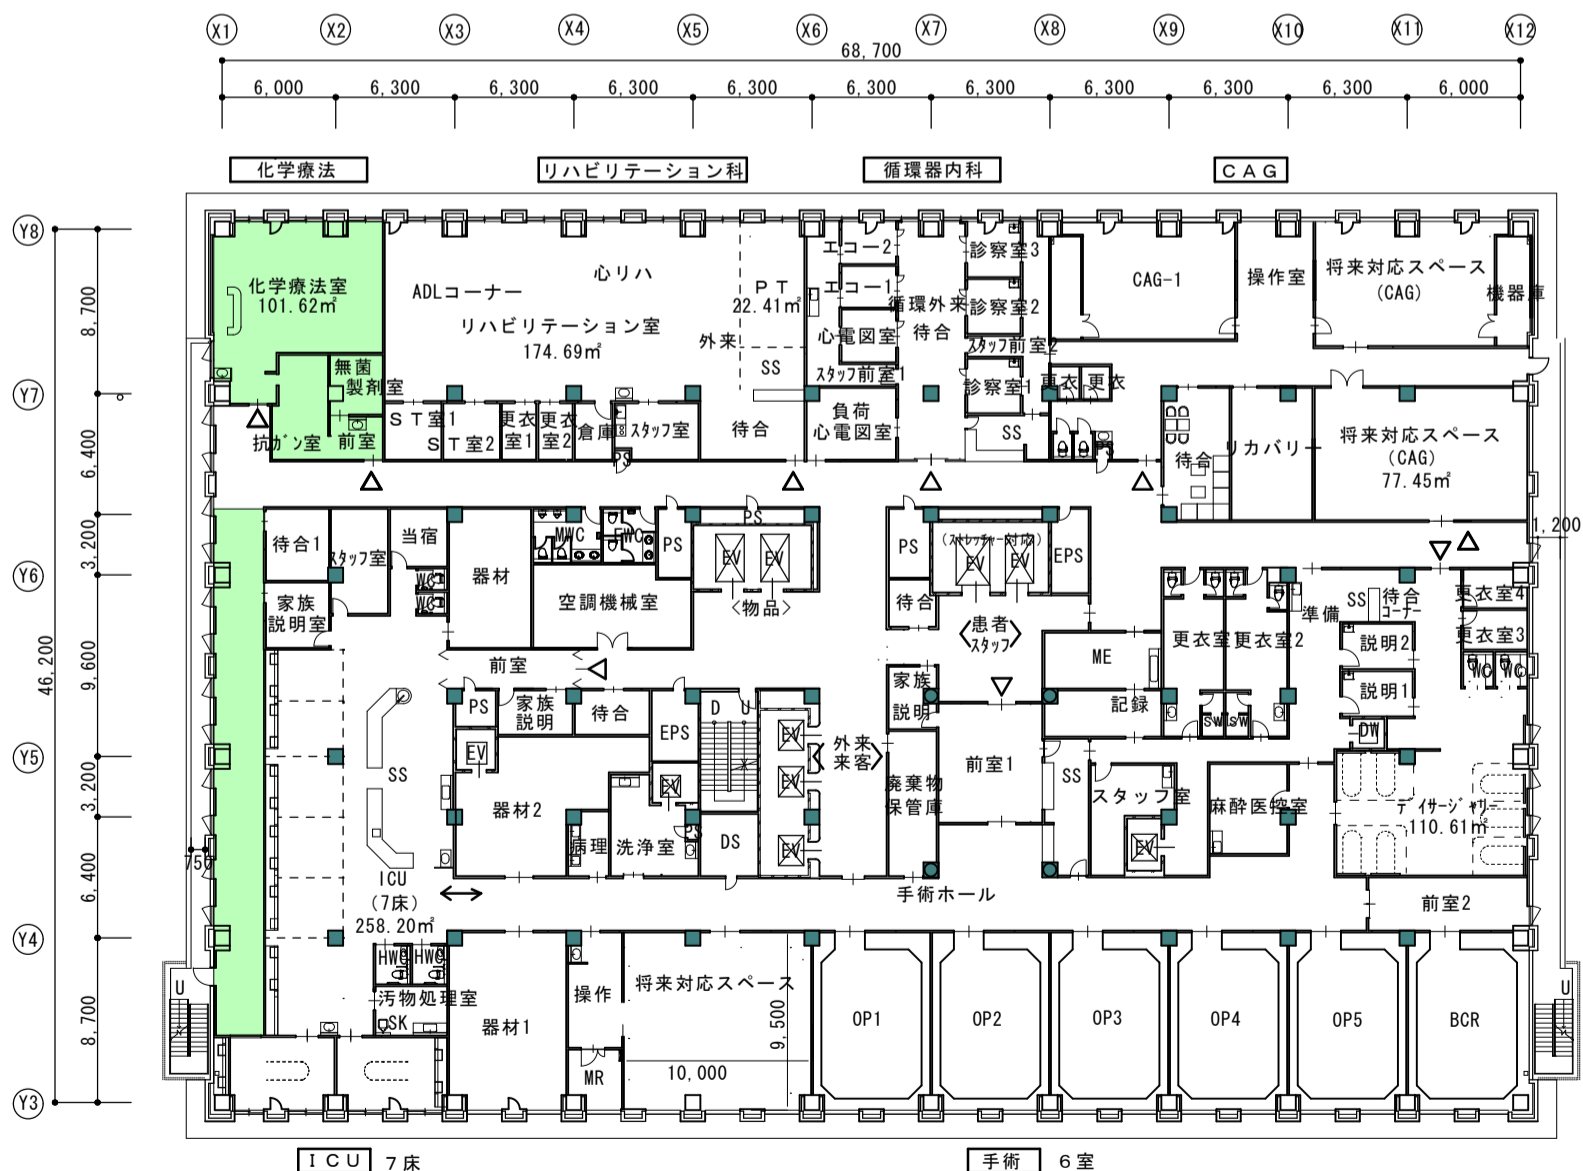 X1 X2 X3 X4 X5 X6 X7 X8 X9 X10 X11 X12
68,700
6,000 6,300 6,300 6,300 6,300 6,300 6,300 6,300 6,300 6,300 6,000
化学療法 リハビリテーション科 循環器内科 CAG
Y8
Y7
Y6
Y5
Y4
Y3
46,200
8,700
6,400
3,200
9,600
3,200
6,400
8,700
750
1,200
化学療法室
101.62㎡
無菌
製剤室
抗ガン室
前室
ADLコーナー
心リハ
リハビリテーション室
174.69㎡
PT
22.41㎡
外来
SS
待合
ST室1
ST室2
更衣
室1
更衣
室2
倉庫
スタッフ室
PS
エコー2
エコー1
心電図室
スタッフ前室1
負荷
心電図室
循環外来
待合
診察室3
診察室2
スタッフ前室2
診察室1
SS
更衣
更衣
PS
CAG-1
操作室
将来対応スペース
(CAG)
機器庫
待合
リカバリー
将来対応スペース
(CAG)
77.45㎡
待合1
スタッフ室
当宿
WC
WC
家族
説明室
器材
MWC
FWC
PS
PS
空調機械室
EV
EV
<物品>
PS
待合
(ストレッチャー対応)
EV
EV
EPS
患者
スタッフ
ME
記録
更衣室1
更衣室2
SW
SW
準備
SS
待合
コーナー
更衣室4
更衣室3
説明2
説明1
WC
WC
DW
前室
PS
家族
説明
待合
EPS
D U
EV
EV
EV
EV
EV
外来
来客
家族
説明
廃棄物
保管庫
前室1
SS
スタッフ室
EV
麻酔医控室
デイサージャリー
110.61㎡
前室2
SS
ICU
(7床)
258.20㎡
器材2
病理
洗浄室
PS
DS
手術ホール
HWC
HWC
汚物処理室
SK
器材1
操作
MR
将来対応スペース
9,500
10,000
OP1
OP2
OP3
OP4
OP5
BCR
U
U
ICU 7床
手術 6室